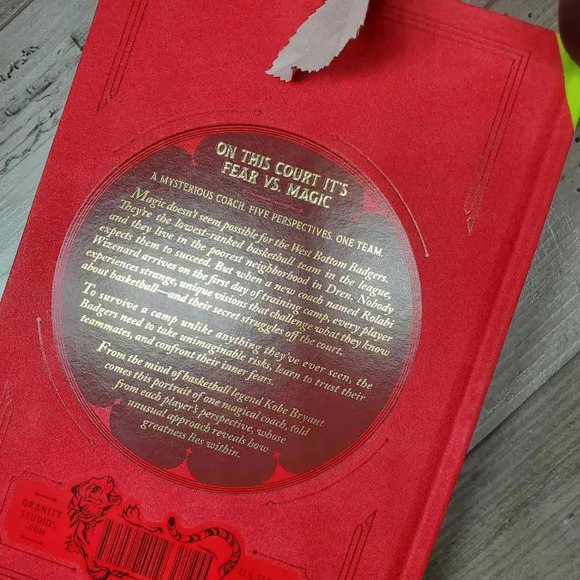 ON THIS COURT IT'S
FEAR VS. MAGIC
A MYSTERIOUS COACH. FIVE PERSPECTIVES. ONE TEAM.
Magic doesn't seem possible for the West Bottom Badgers.
They're the lowest-ranked basketball team in the league,
and they live in the poorest neighborhood in Dren. Nobody
expects them to succeed. But when a new coach named Rolabi
Wizenard arrives on the first day of training camp, every player
experiences strange, unique visions that challenge what they know
about basketball—and their secret struggles off the court.
To survive a camp unlike anything they've ever seen, the
Badgers need to take unimaginable risks, learn to trust their
teammates, and confront their inner fears.
From the mind of basketball legend Kobe Bryant
comes this portrait of one magical coach, told
from each player's perspective, whose
unusual approach reveals how
greatness lies within.
GRANITY
STUDIOS
.COM